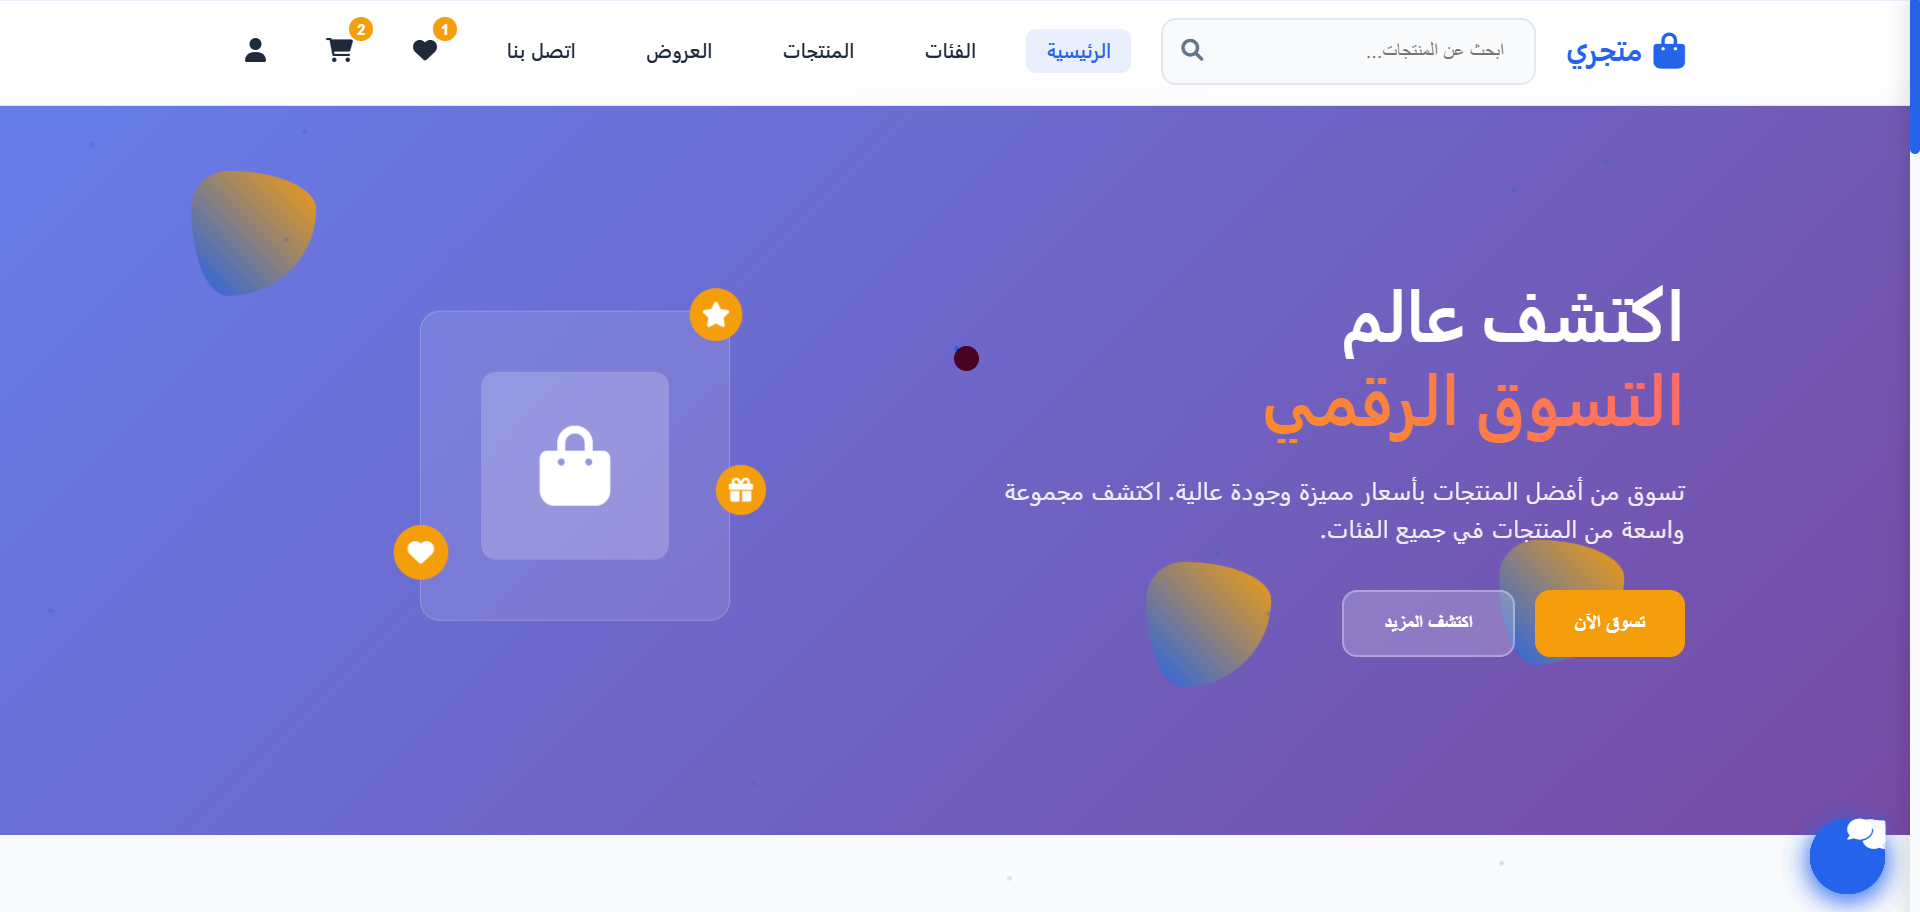 متجري
ابحث عن المنتجات...
الرئيسية
الفئات
المنتجات
العروض
اتصل بنا
1
2
اكتشف عالم
التسوق الرقمي
تسوق من أفضل المنتجات بأسعار مميزة وجودة عالية. اكتشف مجموعة
واسعة من المنتجات في جميع الفئات.
تسوق الآن
اكتشف المزيد